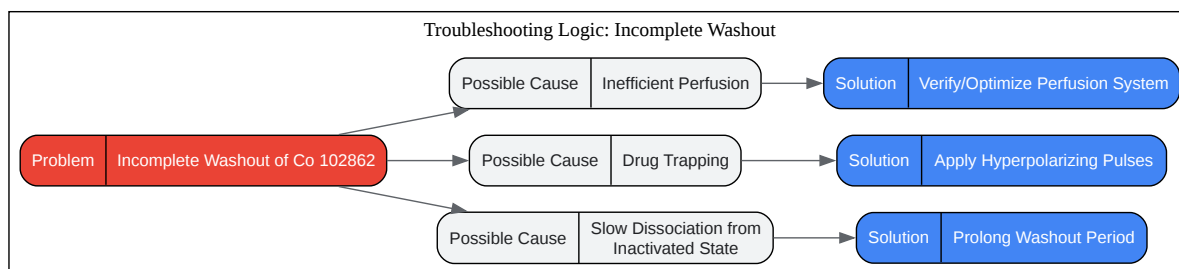 Troubleshooting Logic: Incomplete Washout
Possible Cause
Inefficient Perfusion
Solution
Verify/Optimize Perfusion System
Problem
Incomplete Washout of Co 102862
Possible Cause
Drug Trapping
Solution
Apply Hyperpolarizing Pulses
Possible Cause
Slow Dissociation from
Inactivated State
Solution
Prolong Washout Period